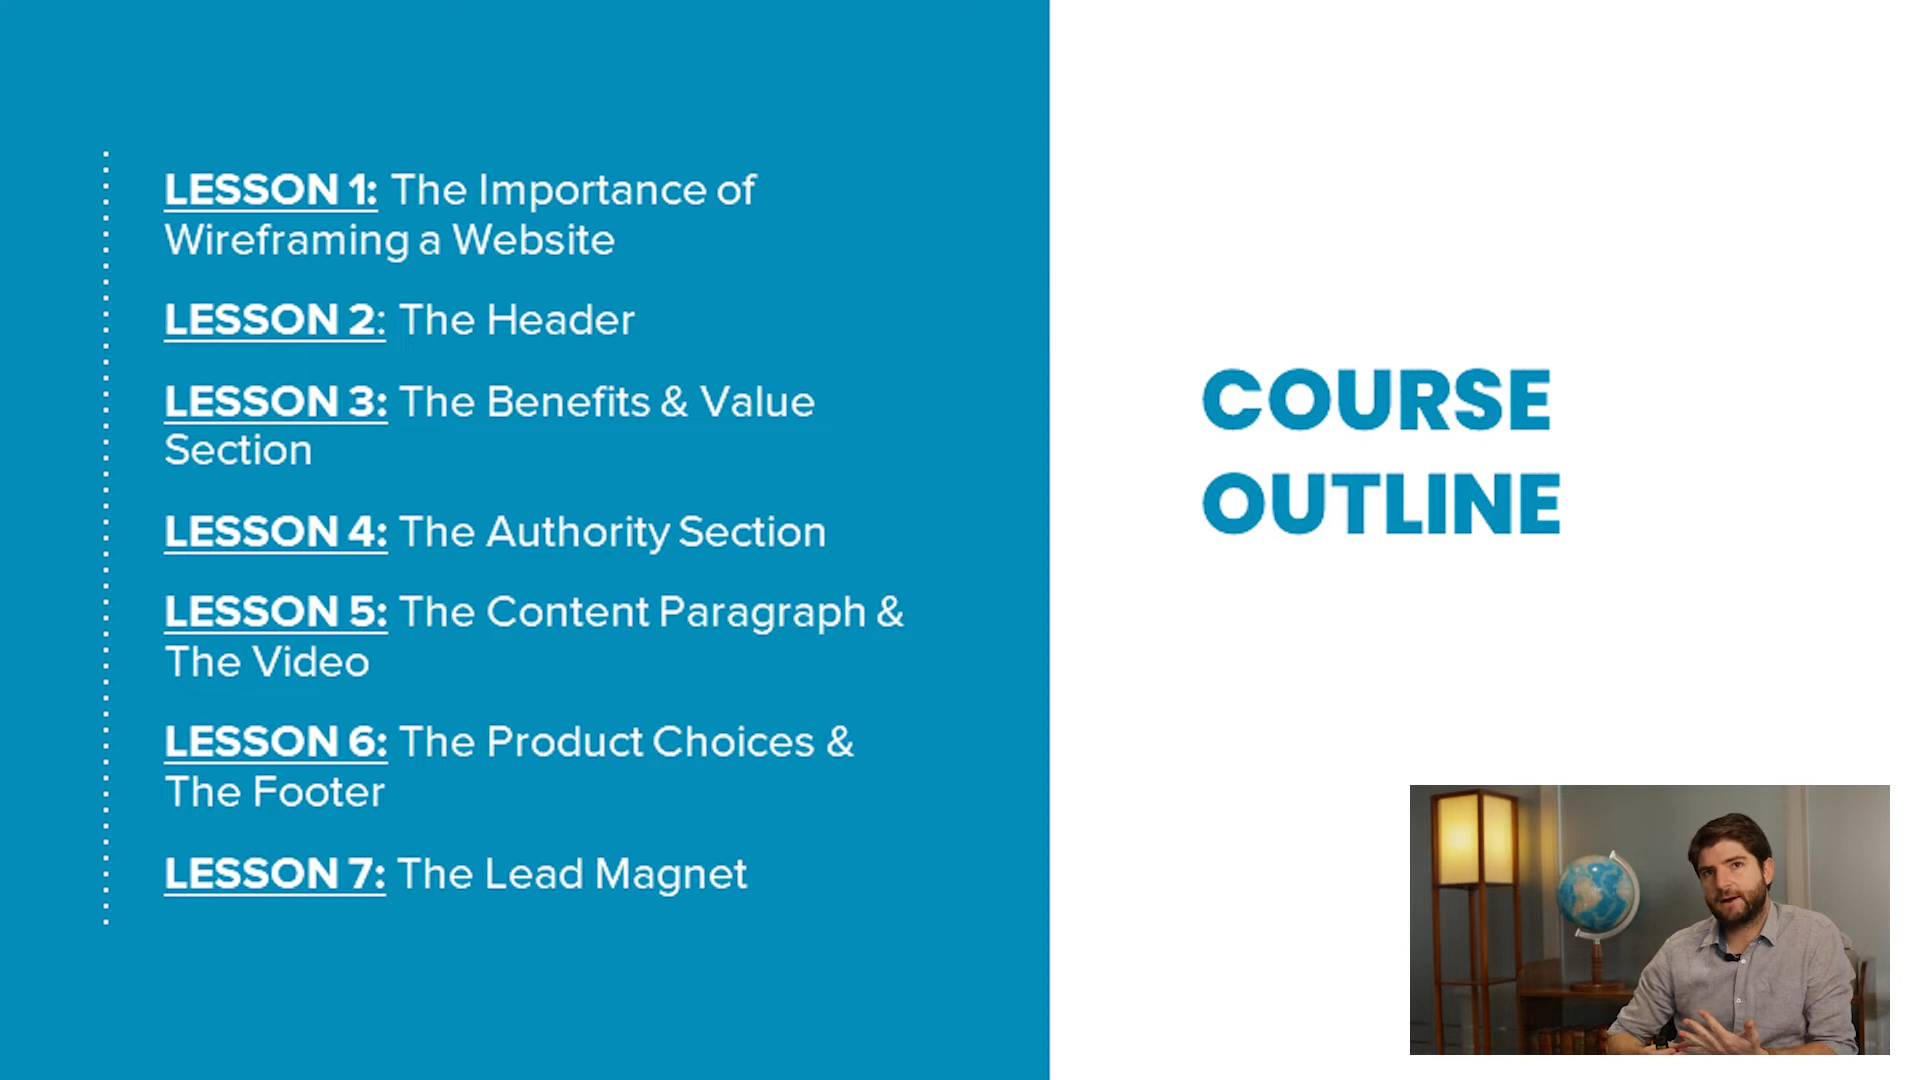 LESSON 1: The Importance of
Wireframing a Website
LESSON 2: The Header
LESSON 3: The Benefits & Value
Section
LESSON 4: The Authority Section
LESSON 5: The Content Paragraph &
The Video
LESSON 6: The Product Choices &
The Footer
LESSON 7: The Lead Magnet
COURSE
OUTLINE